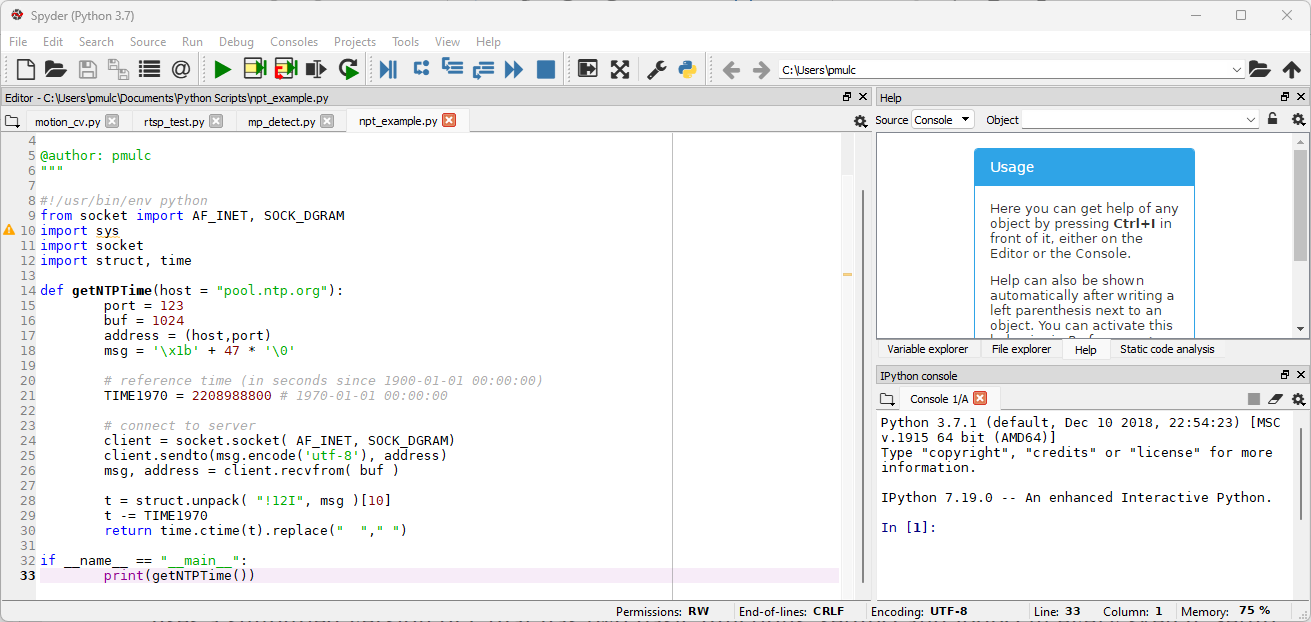 Spyder (Python 3.7)
File Edit Search Source Run Debug Consoles Projects Tools View Help
C:\Users\pmulc
Editor - C:\Users\pmulc\Documents\Python Scripts\npt_example.py
motion_cv.py rtsp_test.py mp_detect.py npt_example.py
4
5 @author: pmulc
6 """
7
8 #!/usr/bin/env python
9 from socket import AF_INET, SOCK_DGRAM
10 import sys
11 import socket
12 import struct, time
13
14 def getNTPTime(host = "pool.ntp.org"):
15 port = 123
16 buf = 1024
17 address = (host,port)
18 msg = '\x1b' + 47 * '\0'
19
20 # reference time (in seconds since 1900-01-01 00:00:00)
21 TIME1970 = 2208988800 # 1970-01-01 00:00:00
22
23 # connect to server
24 client = socket.socket( AF_INET, SOCK_DGRAM)
25 client.sendto(msg.encode('utf-8'), address)
26 msg, address = client.recvfrom( buf )
27
28 t = struct.unpack( "!12I", msg )[10]
29 t -= TIME1970
30 return time.ctime(t).replace("  "," ")
31
32 if __name__ == "__main__":
33 print(getNTPTime())
Help
Source Console Object
Usage
Here you can get help of any
object by pressing Ctrl+I in
front of it, either on the
Editor or the Console.
Help can also be shown
automatically after writing a
left parenthesis next to an
object. You can activate this
Variable explorer File explorer Help Static code analysis
IPython console
Console 1/A
Python 3.7.1 (default, Dec 10 2018, 22:54:23) [MSC
v.1915 64 bit (AMD64)]
Type "copyright", "credits" or "license" for more
information.
IPython 7.19.0 -- An enhanced Interactive Python.
In [1]:
Permissions: RW End-of-lines: CRLF Encoding: UTF-8 Line: 33 Column: 1 Memory: 75 %